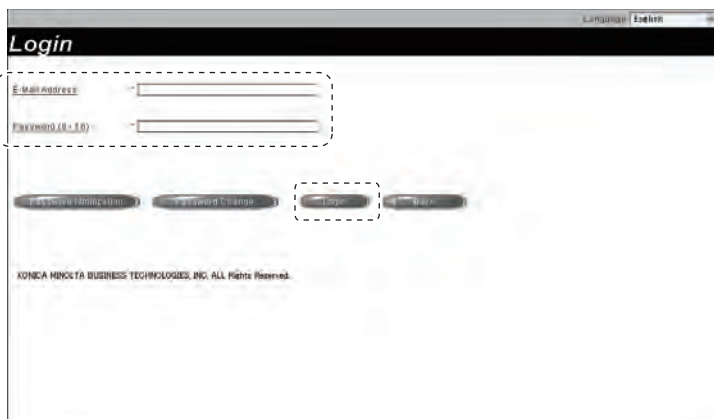 Language English
Login
E-Mail Address
Password (8 - 16)
Password Notification Password Change Login Back
KONICA MINOLTA BUSINESS TECHNOLOGIES, INC. ALL Rights Reserved.